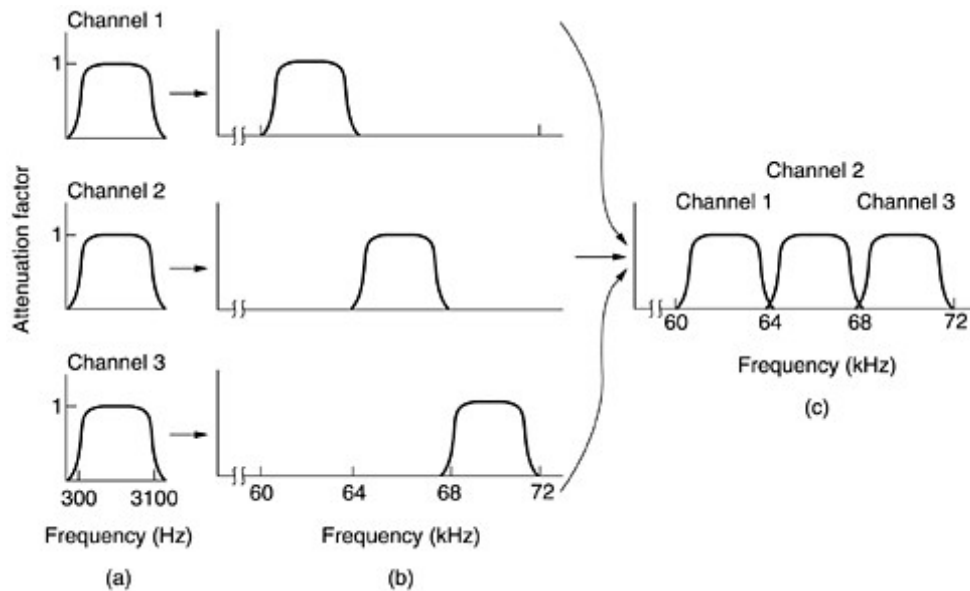 Channel 1
1
Channel 2
1
Channel 3
1
Attenuation factor
300 3100
Frequency (Hz)
(a)
60 64 68 72
Frequency (kHz)
(b)
Channel 2
Channel 1 Channel 3
60 64 68 72
Frequency (kHz)
(c)